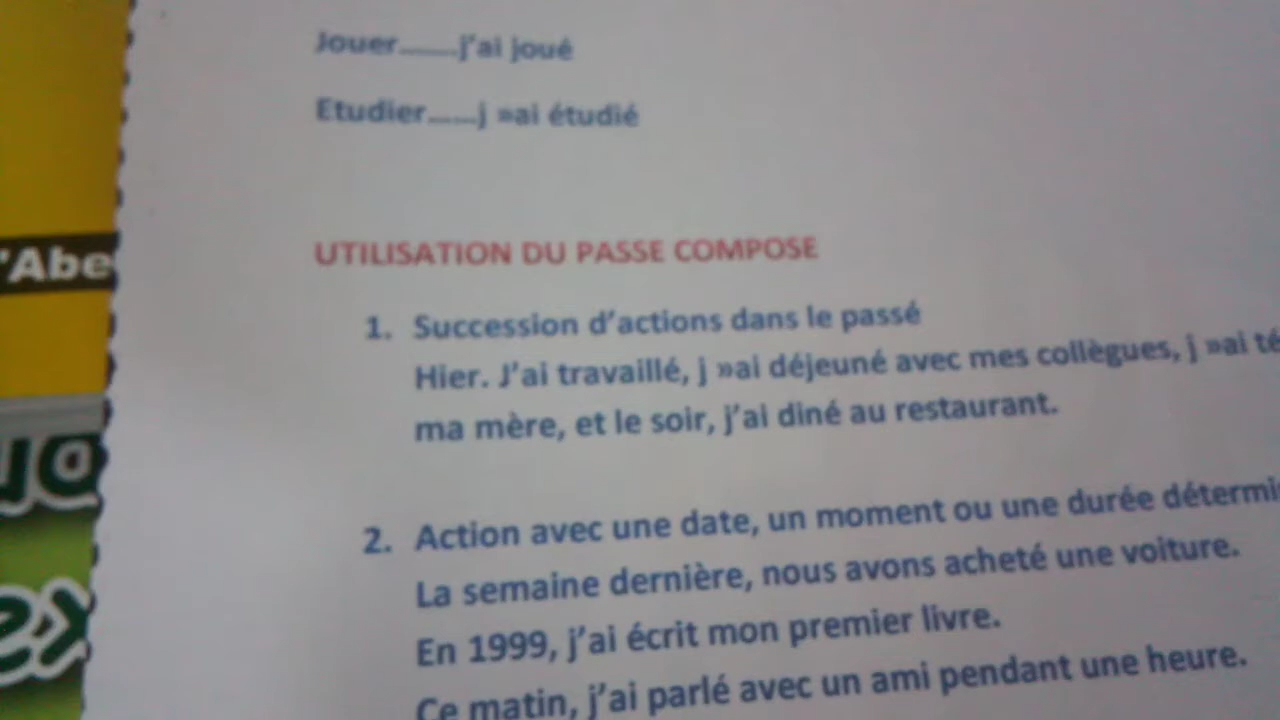 Jouer.......j'ai joué
Etudier......j »ai étudié
UTILISATION DU PASSE COMPOSE
'Abe
1. Succession d'actions dans le passé
Hier. J'ai travaillé, j »ai déjeuné avec mes collègues, j »ai té
ma mère, et le soir, j'ai diné au restaurant.
2. Action avec une date, un moment ou une durée détermi
La semaine dernière, nous avons acheté une voiture.
En 1999, j'ai écrit mon premier livre.
Ce matin, j'ai parlé avec un ami pendant une heure.
ex